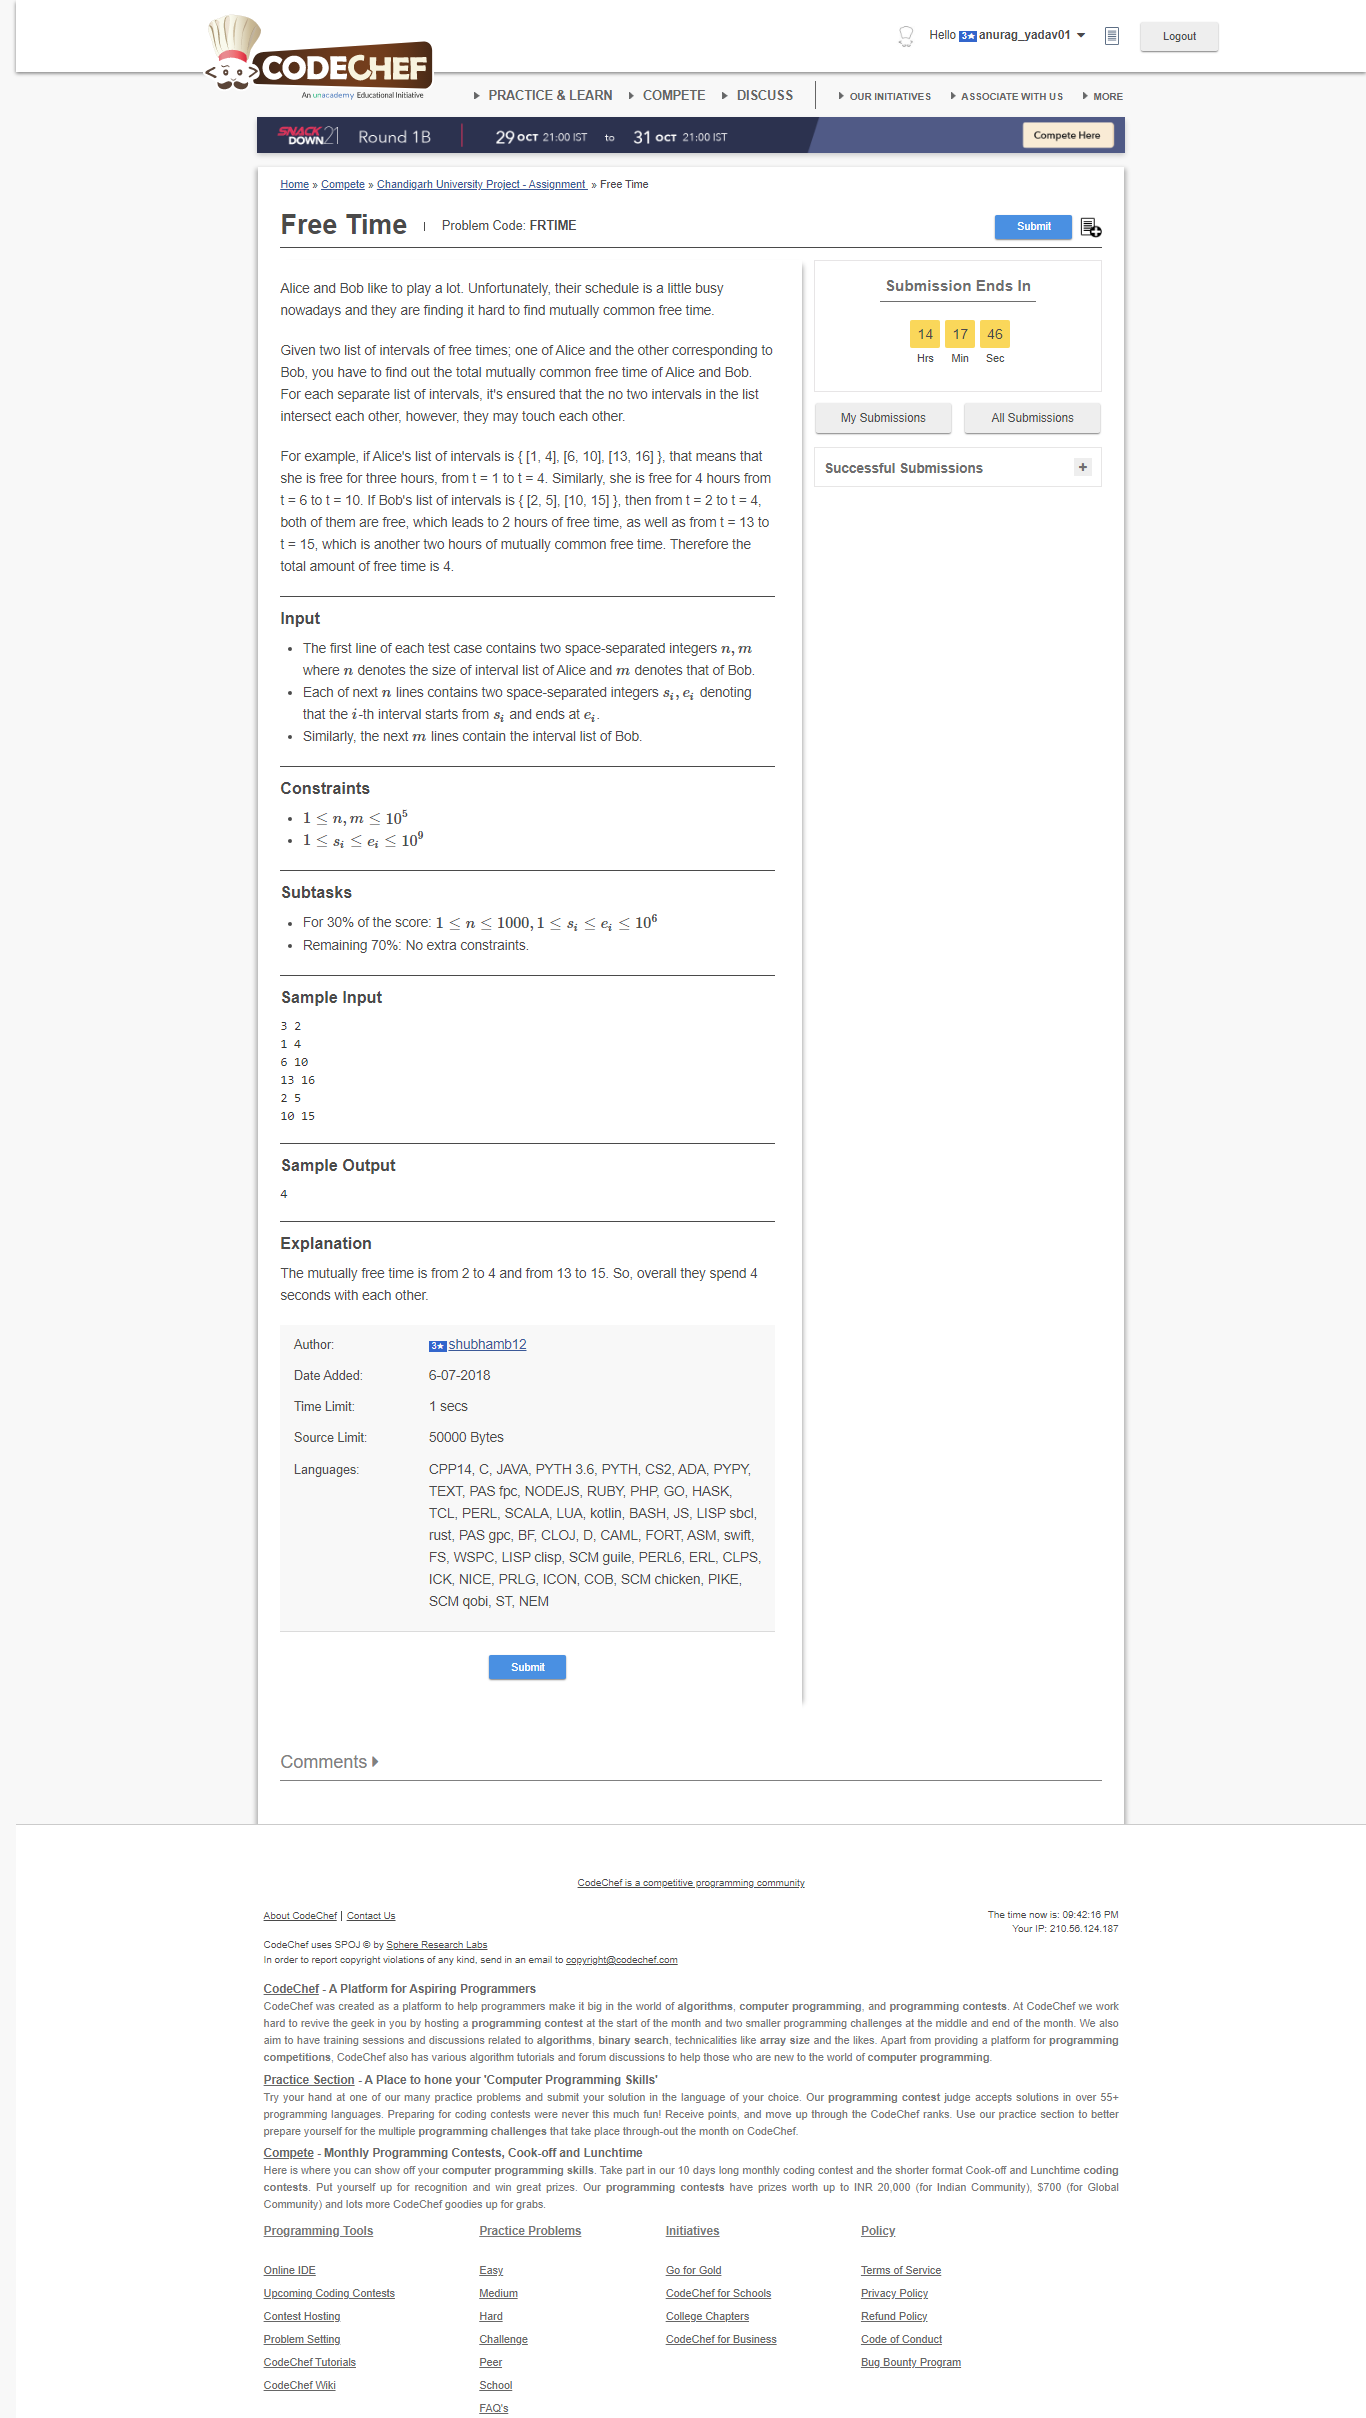 CODECHEF
An unacademy Educational Initiative
Hello 3★ anurag_yadav01
Logout
PRACTICE & LEARN COMPETE DISCUSS OUR INITIATIVES ASSOCIATE WITH US MORE
SNACK DOWN21 Round 1B 29 OCT 21:00 IST to 31 OCT 21:00 IST Compete Here
Home » Compete » Chandigarh University Project - Assignment » Free Time
Free Time Problem Code: FRTIME
Submit
Alice and Bob like to play a lot. Unfortunately, their schedule is a little busy
nowadays and they are finding it hard to find mutually common free time.
Given two list of intervals of free times; one of Alice and the other corresponding to
Bob, you have to find out the total mutually common free time of Alice and Bob.
For each separate list of intervals, it's ensured that the no two intervals in the list
intersect each other, however, they may touch each other.
For example, if Alice's list of intervals is { [1, 4], [6, 10], [13, 16] }, that means that
she is free for three hours, from t = 1 to t = 4. Similarly, she is free for 4 hours from
t = 6 to t = 10. If Bob's list of intervals is { [2, 5], [10, 15] }, then from t = 2 to t = 4,
both of them are free, which leads to 2 hours of free time, as well as from t = 13 to
t = 15, which is another two hours of mutually common free time. Therefore the
total amount of free time is 4.
Input
• The first line of each test case contains two space-separated integers n, m
where n denotes the size of interval list of Alice and m denotes that of Bob.
• Each of next n lines contains two space-separated integers sᵢ, eᵢ denoting
that the i-th interval starts from sᵢ and ends at eᵢ.
• Similarly, the next m lines contain the interval list of Bob.
Constraints
• 1 ≤ n, m ≤ 10⁵
• 1 ≤ sᵢ ≤ eᵢ ≤ 10⁹
Subtasks
• For 30% of the score: 1 ≤ n ≤ 1000, 1 ≤ sᵢ ≤ eᵢ ≤ 10⁶
• Remaining 70%: No extra constraints.
Sample Input
3 2
1 4
6 10
13 16
2 5
10 15
Sample Output
4
Explanation
The mutually free time is from 2 to 4 and from 13 to 15. So, overall they spend 4
seconds with each other.
Author: 3★ shubhamb12
Date Added: 6-07-2018
Time Limit: 1 secs
Source Limit: 50000 Bytes
Languages: CPP14, C, JAVA, PYTH 3.6, PYTH, CS2, ADA, PYPY,
TEXT, PAS fpc, NODEJS, RUBY, PHP, GO, HASK,
TCL, PERL, SCALA, LUA, kotlin, BASH, JS, LISP sbcl,
rust, PAS gpc, BF, CLOJ, D, CAML, FORT, ASM, swift,
FS, WSPC, LISP clisp, SCM guile, PERL6, ERL, CLPS,
ICK, NICE, PRLG, ICON, COB, SCM chicken, PIKE,
SCM qobi, ST, NEM
Submit
Submission Ends In
14 17 46
Hrs Min Sec
My Submissions All Submissions
Successful Submissions +
Comments
CodeChef is a competitive programming community
About CodeChef | Contact Us
The time now is: 09:42:16 PM
Your IP: 210.56.124.187
CodeChef uses SPOJ © by Sphere Research Labs
In order to report copyright violations of any kind, send in an email to copyright@codechef.com
CodeChef - A Platform for Aspiring Programmers
CodeChef was created as a platform to help programmers make it big in the world of algorithms, computer programming, and programming contests. At CodeChef we work
hard to revive the geek in you by hosting a programming contest at the start of the month and two smaller programming challenges at the middle and end of the month. We also
aim to have training sessions and discussions related to algorithms, binary search, technicalities like array size and the likes. Apart from providing a platform for programming
competitions, CodeChef also has various algorithm tutorials and forum discussions to help those who are new to the world of computer programming.
Practice Section - A Place to hone your 'Computer Programming Skills'
Try your hand at one of our many practice problems and submit your solution in the language of your choice. Our programming contest judge accepts solutions in over 55+
programming languages. Preparing for coding contests were never this much fun! Receive points, and move up through the CodeChef ranks. Use our practice section to better
prepare yourself for the multiple programming challenges that take place through-out the month on CodeChef.
Compete - Monthly Programming Contests, Cook-off and Lunchtime
Here is where you can show off your computer programming skills. Take part in our 10 days long monthly coding contest and the shorter format Cook-off and Lunchtime coding
contests. Put yourself up for recognition and win great prizes. Our programming contests have prizes worth up to INR 20,000 (for Indian Community), $700 (for Global
Community) and lots more CodeChef goodies up for grabs.
Programming Tools Practice Problems Initiatives Policy
Online IDE Easy Go for Gold Terms of Service
Upcoming Coding Contests Medium CodeChef for Schools Privacy Policy
Contest Hosting Hard College Chapters Refund Policy
Problem Setting Challenge CodeChef for Business Code of Conduct
CodeChef Tutorials Peer Bug Bounty Program
CodeChef Wiki School
FAQ's